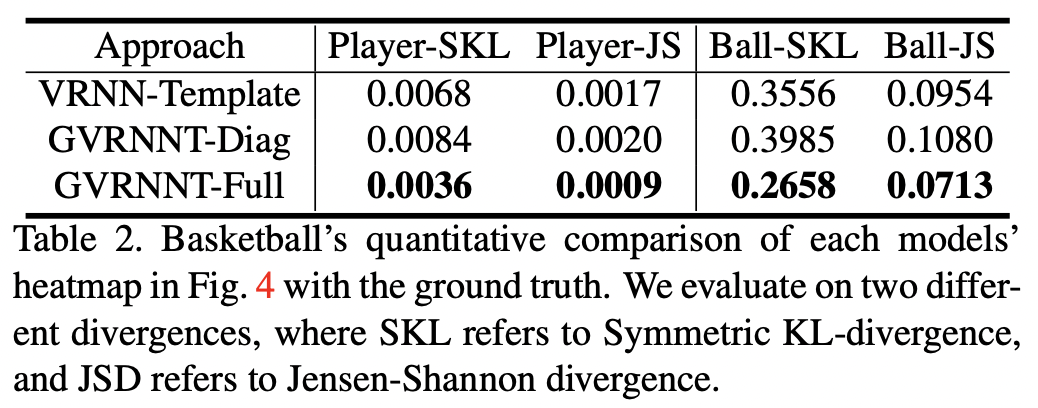 Approach Player-SKL Player-JS Ball-SKL Ball-JS
VRNN-Template 0.0068 0.0017 0.3556 0.0954
GVRNNT-Diag 0.0084 0.0020 0.3985 0.1080
GVRNNT-Full 0.0036 0.0009 0.2658 0.0713
Table 2. Basketball's quantitative comparison of each models'
heatmap in Fig. 4 with the ground truth. We evaluate on two differ-
ent divergences, where SKL refers to Symmetric KL-divergence,
and JSD refers to Jensen-Shannon divergence.